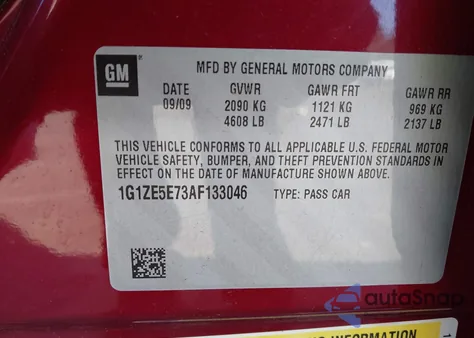 GM
MFD BY GENERAL MOTORS COMPANY
DATE GVWR GAWR FRT GAWR RR
09/09 2090 KG 1121 KG 969 KG
4608 LB 2471 LB 2137 LB
THIS VEHICLE CONFORMS TO ALL APPLICABLE U.S. FEDERAL MOTOR
VEHICLE SAFETY, BUMPER, AND THEFT PREVENTION STANDARDS IN
EFFECT ON THE DATE OF MANUFACTURE SHOWN ABOVE.
1G1ZE5E73AF133046 TYPE: PASS CAR
autoSnap
INFORMATION